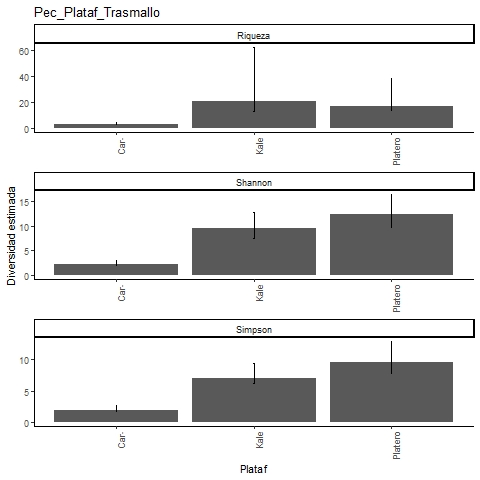 Pec_Plataf_Trasmallo
Riqueza
60
40
20
0
Car-
Kale
Platero
Shannon
Diversidad estimada
15
10
5
0
Car-
Kale
Platero
Simpson
10
5
0
Car-
Kale
Platero
Plataf